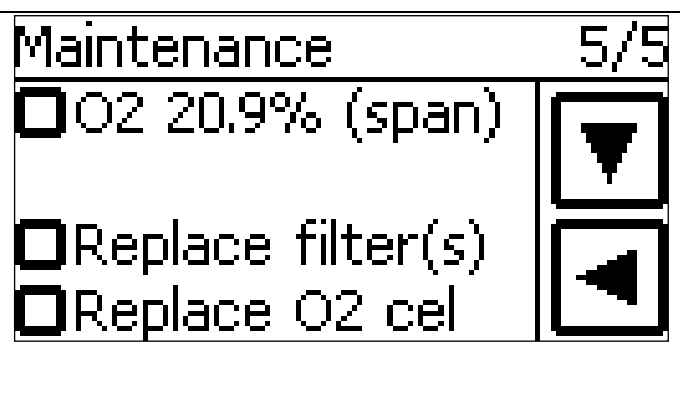 Maintenance 5/5
O2 20.9% (span)
Replace filter(s)
Replace O2 cel